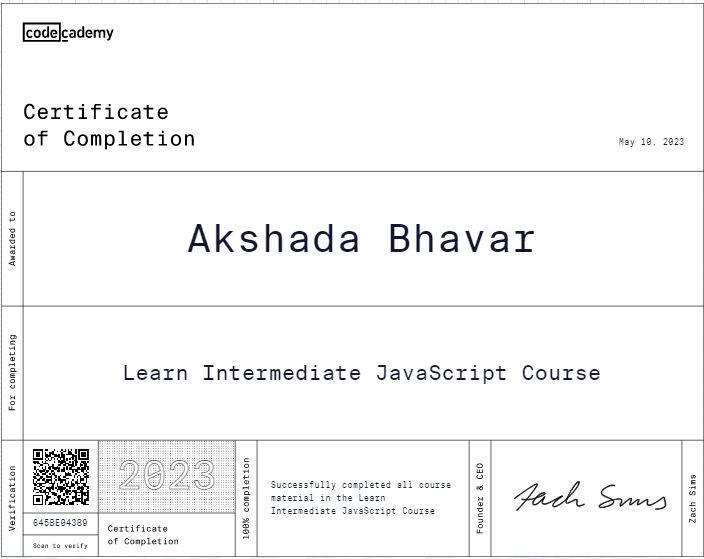 codecademy
Certificate
of Completion
May 10, 2023
Awarded to
Akshada Bhavar
For completing
Learn Intermediate JavaScript Course
Verification
645BE04389
Scan to verify
2023
Certificate
of Completion
100% completion
Successfully completed all course
material in the Learn
Intermediate JavaScript Course
Founder & CEO
Zach Sims
Zach Sims